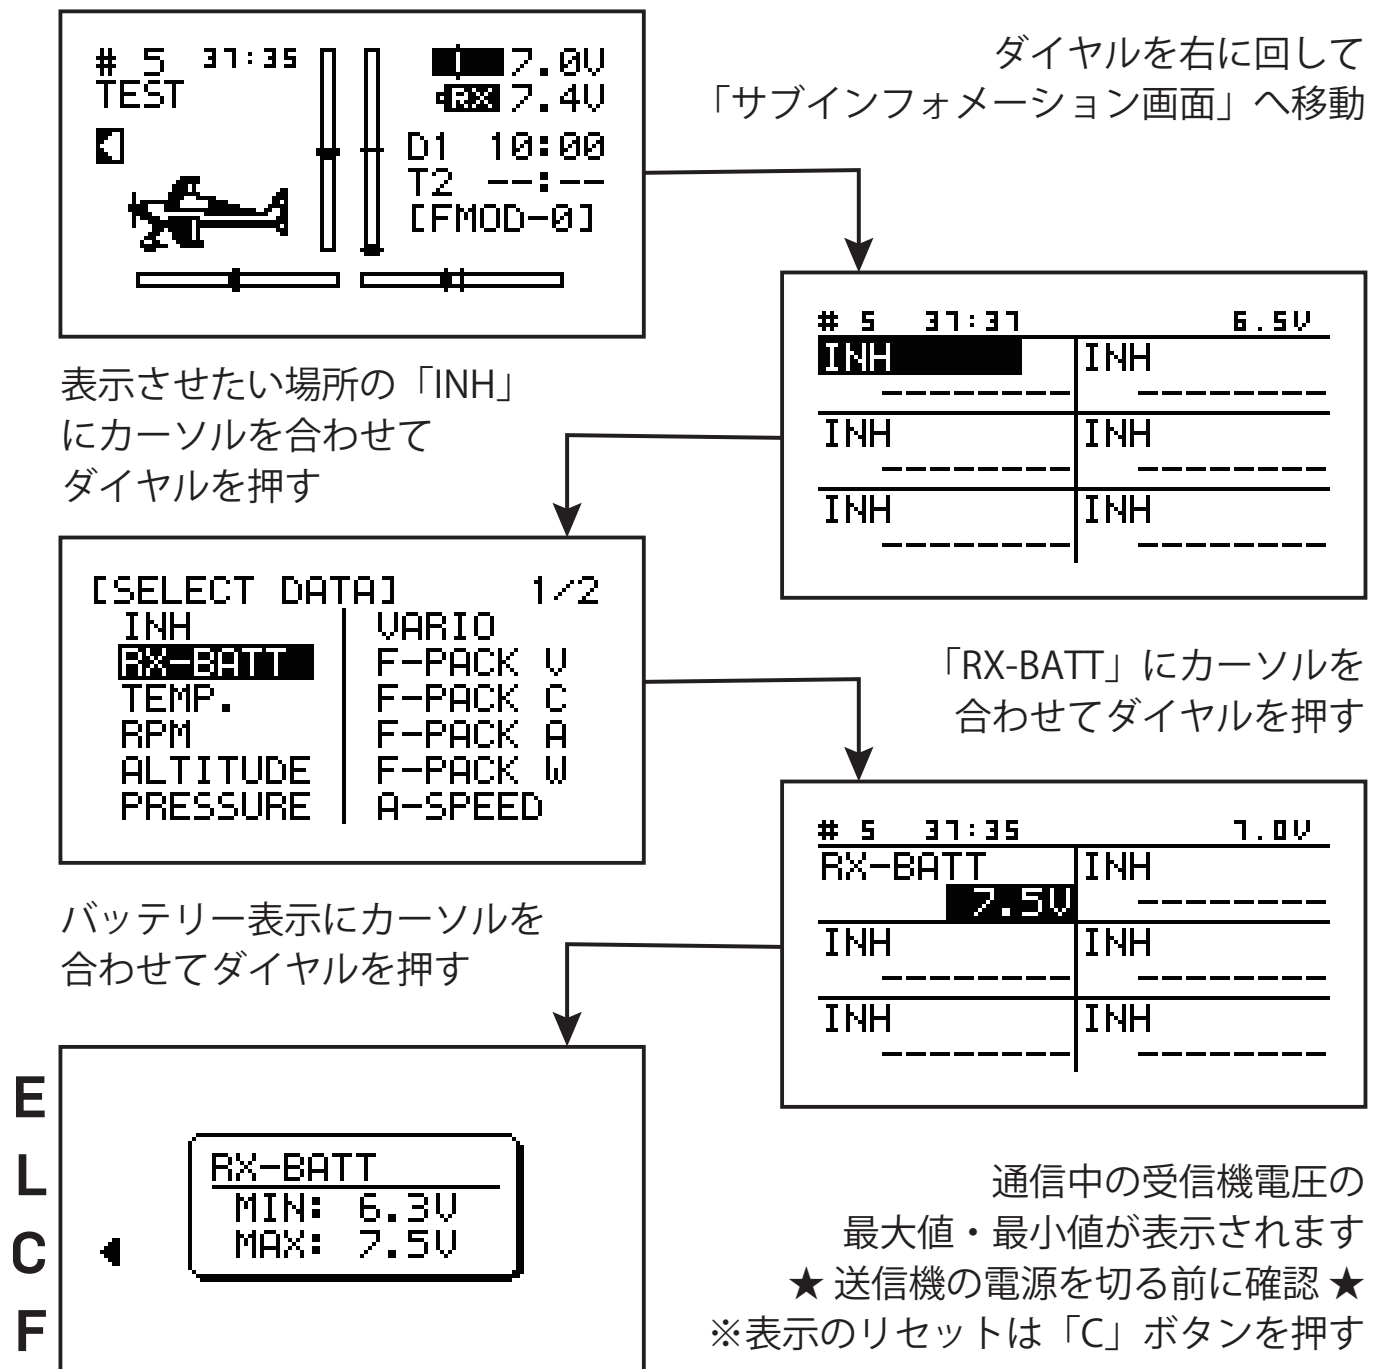 # 5 37:35 7.0V
TEST RX 7.4V
D1 10:00
T2 --:--
[FMOD-0]
ダイヤルを右に回して
「サブインフォメーション画面」へ移動
# 5 37:37 6.5V
INH INH
-------- --------
INH INH
-------- --------
INH INH
-------- --------
表示させたい場所の「INH」
にカーソルを合わせて
ダイヤルを押す
[SELECT DATA] 1/2
INH VARIO
RX-BATT F-PACK V
TEMP. F-PACK C
RPM F-PACK A
ALTITUDE F-PACK W
PRESSURE A-SPEED
「RX-BATT」にカーソルを
合わせてダイヤルを押す
# 5 37:35 7.0V
RX-BATT INH
7.5V --------
INH INH
-------- --------
INH INH
-------- --------
バッテリー表示にカーソルを
合わせてダイヤルを押す
E
L
C
F
RX-BATT
MIN: 6.3V
MAX: 7.5V
通信中の受信機電圧の
最大値・最小値が表示されます
★ 送信機の電源を切る前に確認 ★
※表示のリセットは「C」ボタンを押す